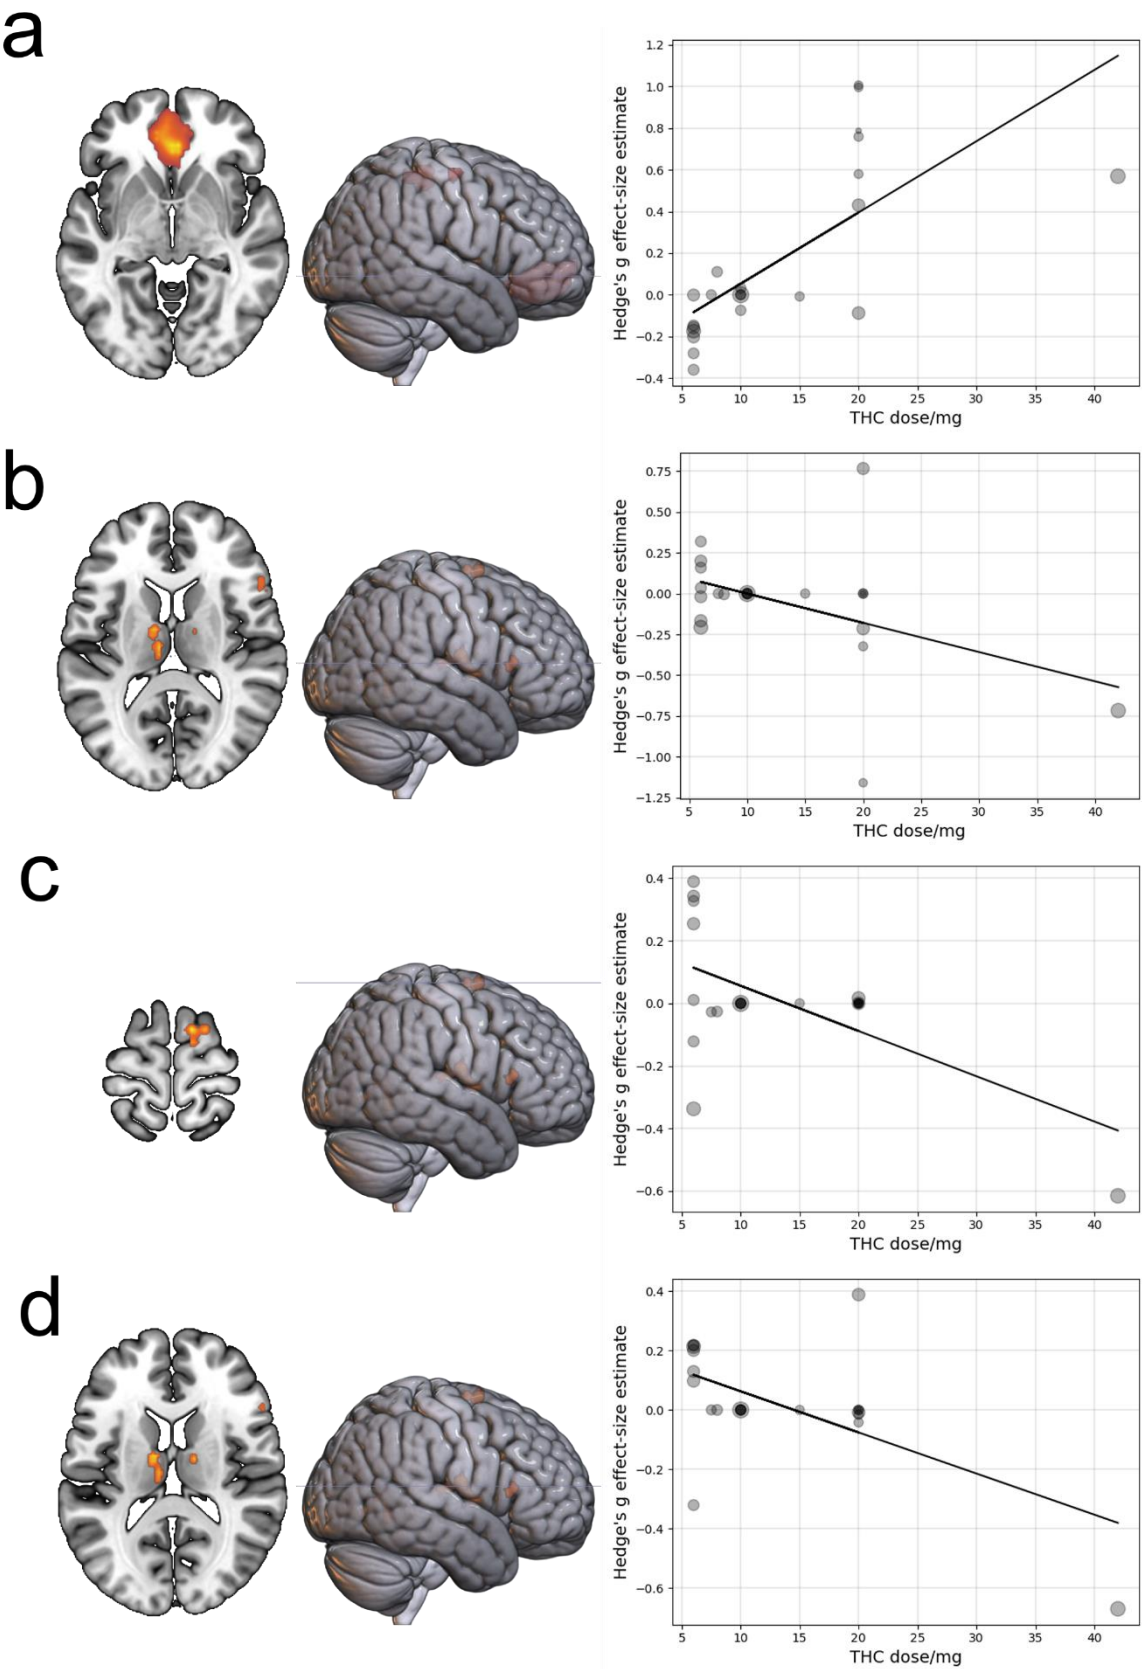 a
Hedge's g effect-size estimate
1.2
1.0
0.8
0.6
0.4
0.2
0.0
−0.2
−0.4
5 10 15 20 25 30 35 40
THC dose/mg
b
Hedge's g effect-size estimate
0.75
0.50
0.25
0.00
−0.25
−0.50
−0.75
−1.00
−1.25
5 10 15 20 25 30 35 40
THC dose/mg
c
Hedge's g effect-size estimate
0.4
0.2
0.0
−0.2
−0.4
−0.6
5 10 15 20 25 30 35 40
THC dose/mg
d
Hedge's g effect-size estimate
0.4
0.2
0.0
−0.2
−0.4
−0.6
5 10 15 20 25 30 35 40
THC dose/mg